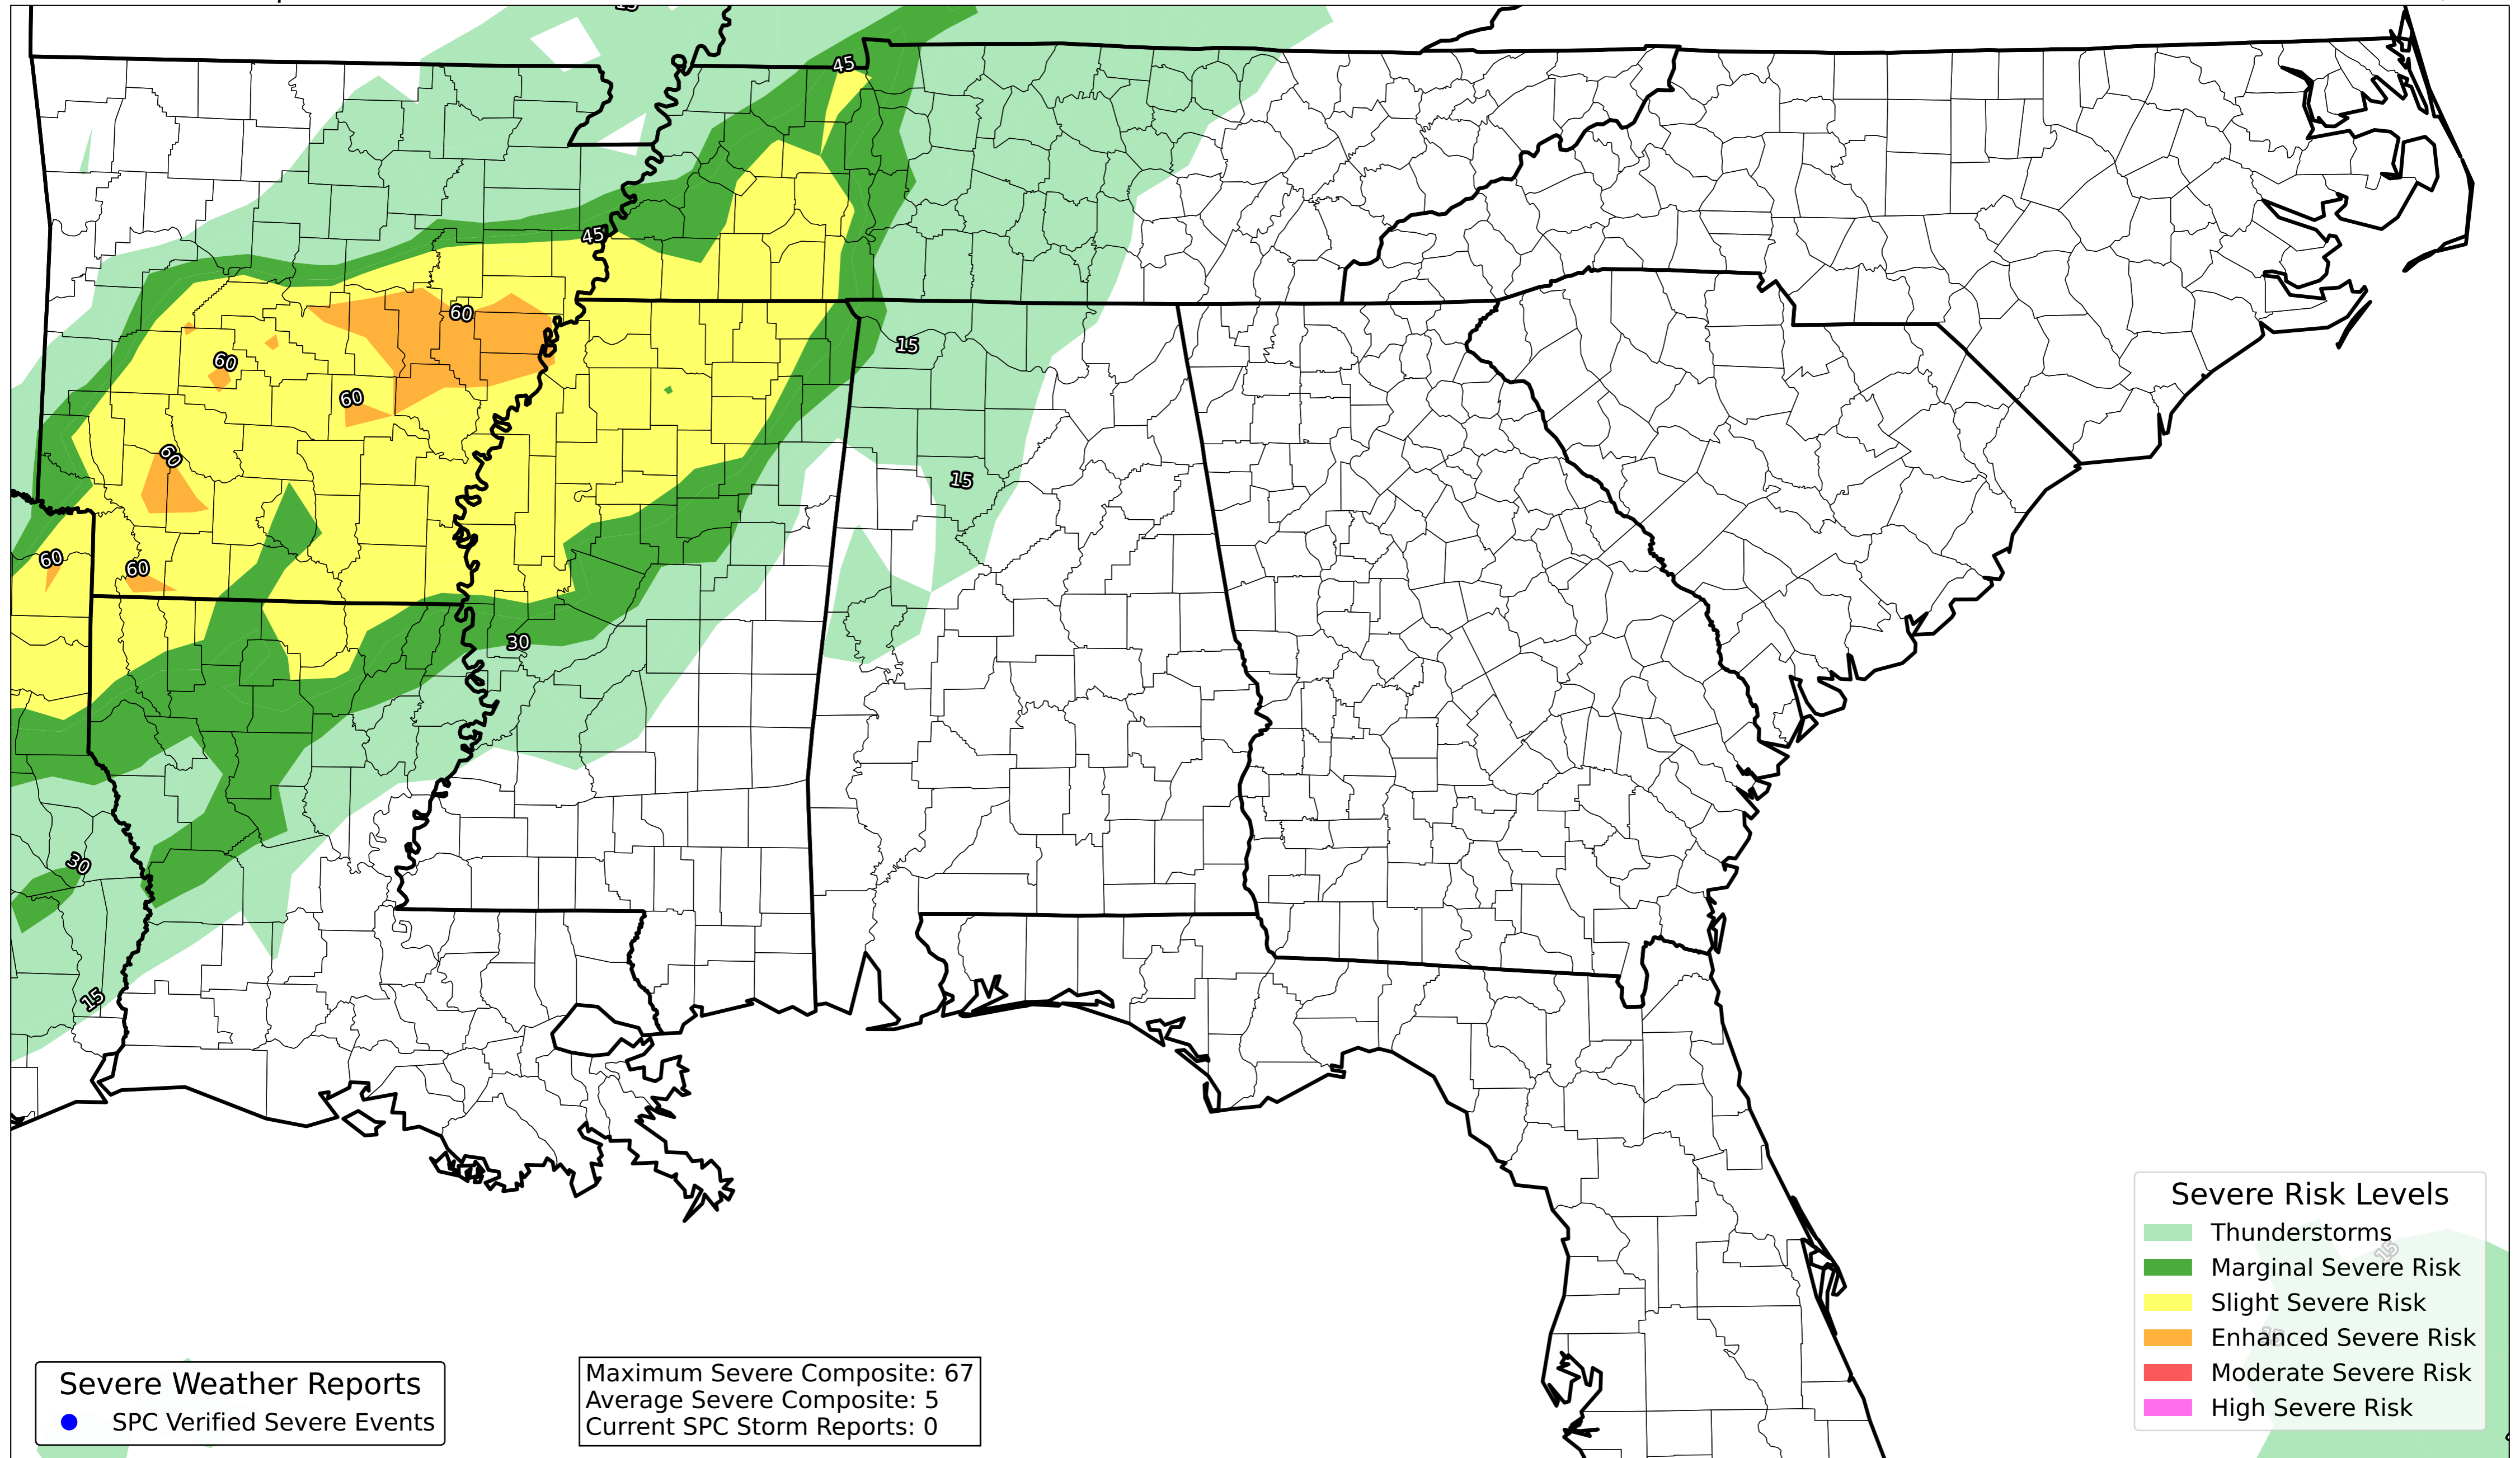 15
45
45
60
15
60
60
15
60
60
60
30
30
15
Severe Risk Levels
Thunderstorms
15
Marginal Severe Risk
Slight Severe Risk
Enhanced Severe Risk
Moderate Severe Risk
High Severe Risk
Severe Weather Reports
SPC Verified Severe Events
Maximum Severe Composite: 67
Average Severe Composite: 5
Current SPC Storm Reports: 0